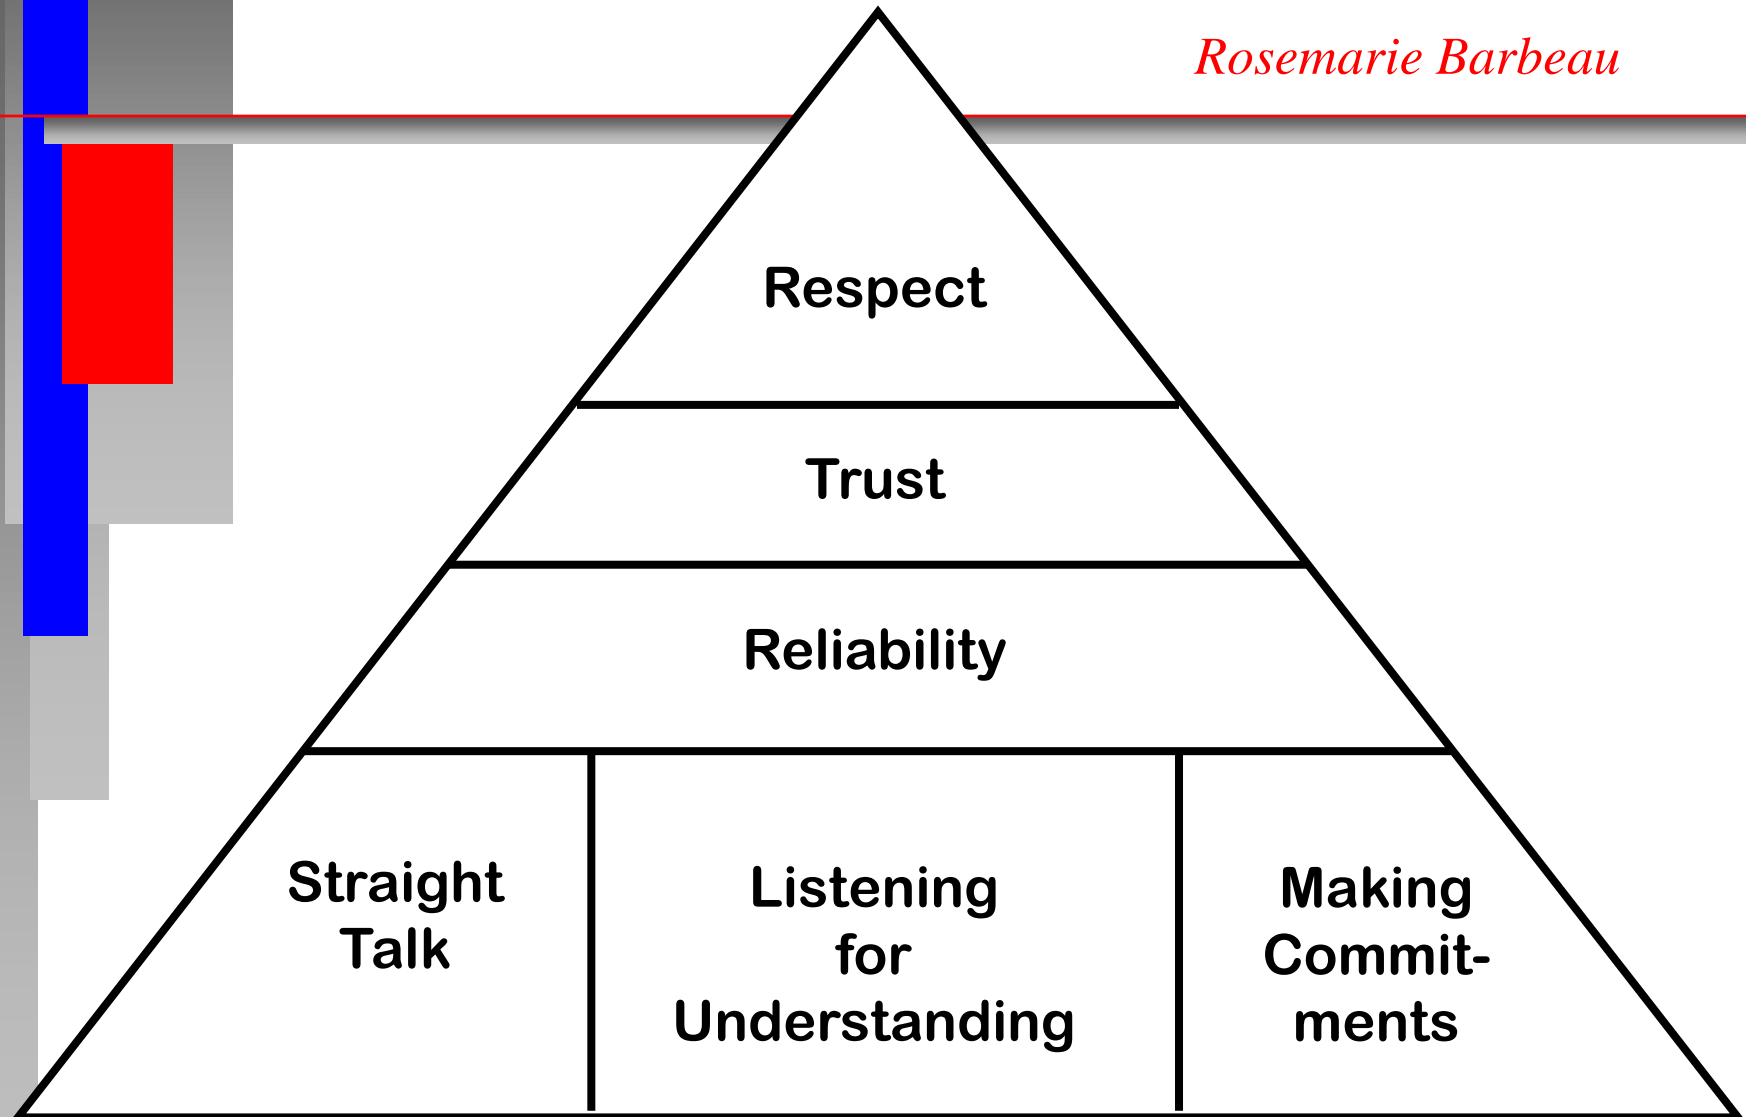 Rosemarie Barbeau
Respect
Trust
Reliability
Straight
Talk
Listening
for
Understanding
Making
Commit-
ments